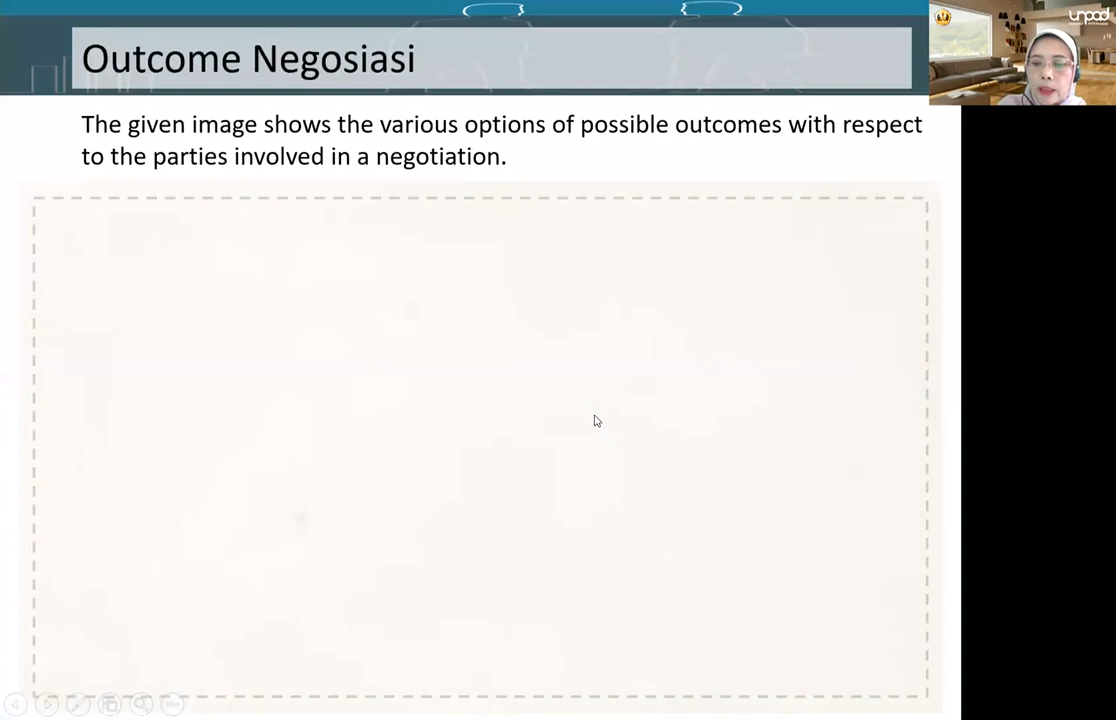 Outcome Negosiasi
unpad
The given image shows the various options of possible outcomes with respect
to the parties involved in a negotiation.